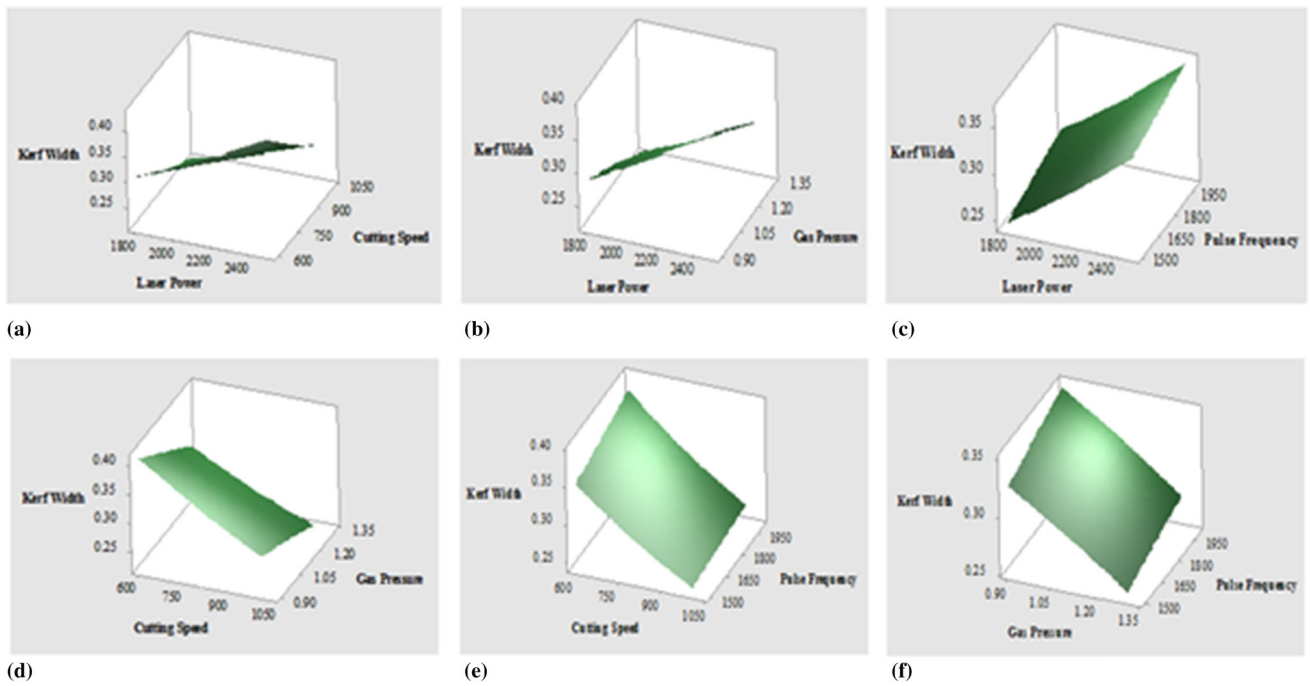 0.40
0.35
0.30
0.25
Kerf Width
1800
2000
2200
2400
Laser Power
600
750
900
1050
Cutting Speed
(a)
0.40
0.35
0.30
0.25
Kerf Width
1800
2000
2200
2400
Laser Power
0.90
1.05
1.20
1.35
Gas Pressure
(b)
0.35
0.30
0.25
Kerf Width
1800
2000
2200
2400
Laser Power
1500
1650
1800
1950
Pulse Frequency
(c)
0.40
0.35
0.30
0.25
Kerf Width
600
750
900
1050
Cutting Speed
0.90
1.05
1.20
1.35
Gas Pressure
(d)
0.40
0.35
0.30
0.25
Kerf Width
600
750
900
1050
Cutting Speed
1500
1650
1800
1950
Pulse Frequency
(e)
0.35
0.30
0.25
Kerf Width
0.90
1.05
1.20
1.35
Gas Pressure
1500
1650
1800
1950
Pulse Frequency
(f)